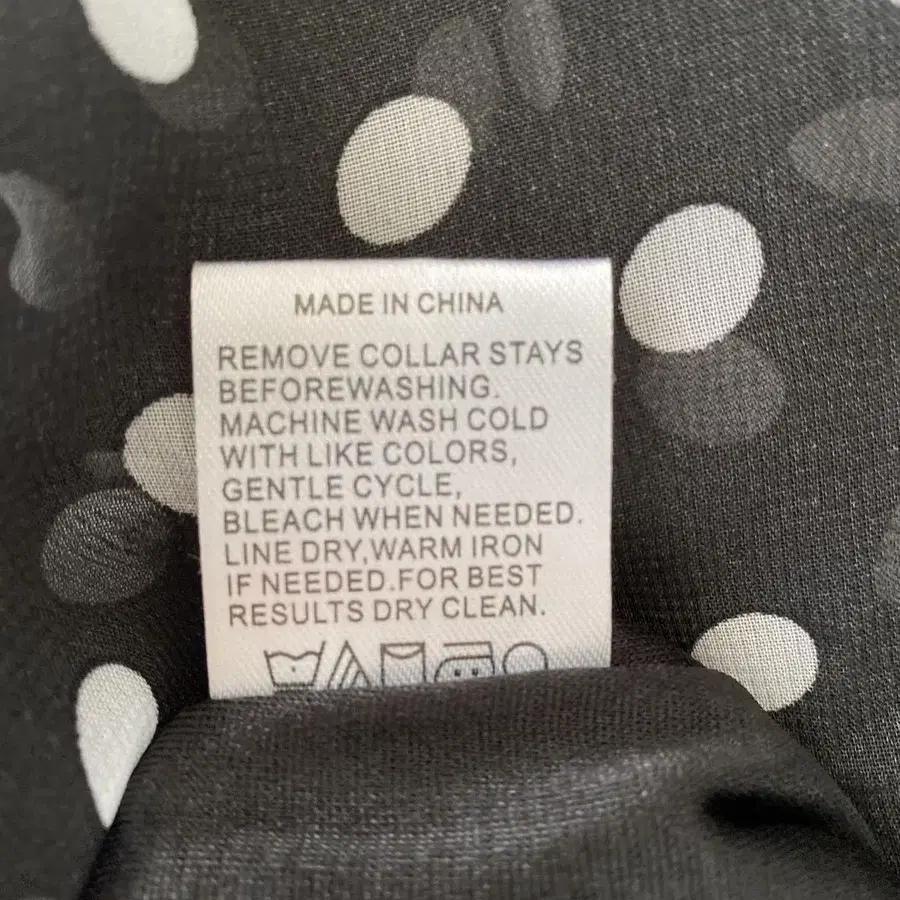 MADE IN CHINA
REMOVE COLLAR STAYS
BEFOREWASHING.
MACHINE WASH COLD
WITH LIKE COLORS,
GENTLE CYCLE,
BLEACH WHEN NEEDED.
LINE DRY,WARM IRON
IF NEEDED.FOR BEST
RESULTS DRY CLEAN.